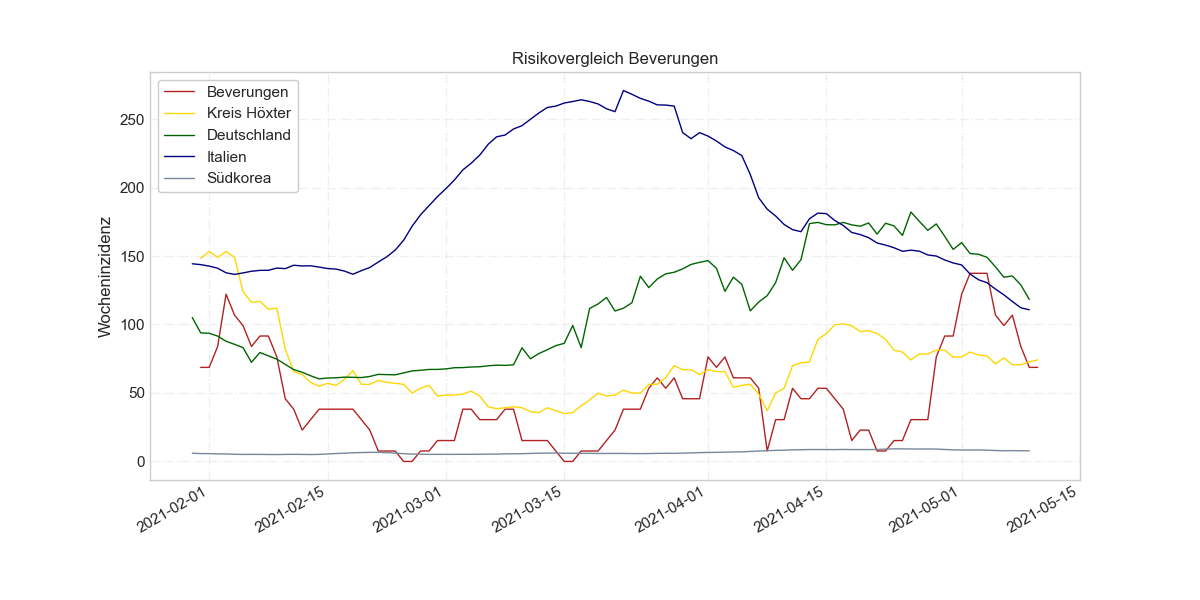 Risikovergleich Beverungen
Beverungen
Kreis Höxter
Deutschland
Italien
Südkorea
Wocheninzidenz
250
200
150
100
50
0
2021-02-01
2021-02-15
2021-03-01
2021-03-15
2021-04-01
2021-04-15
2021-05-01
2021-05-15